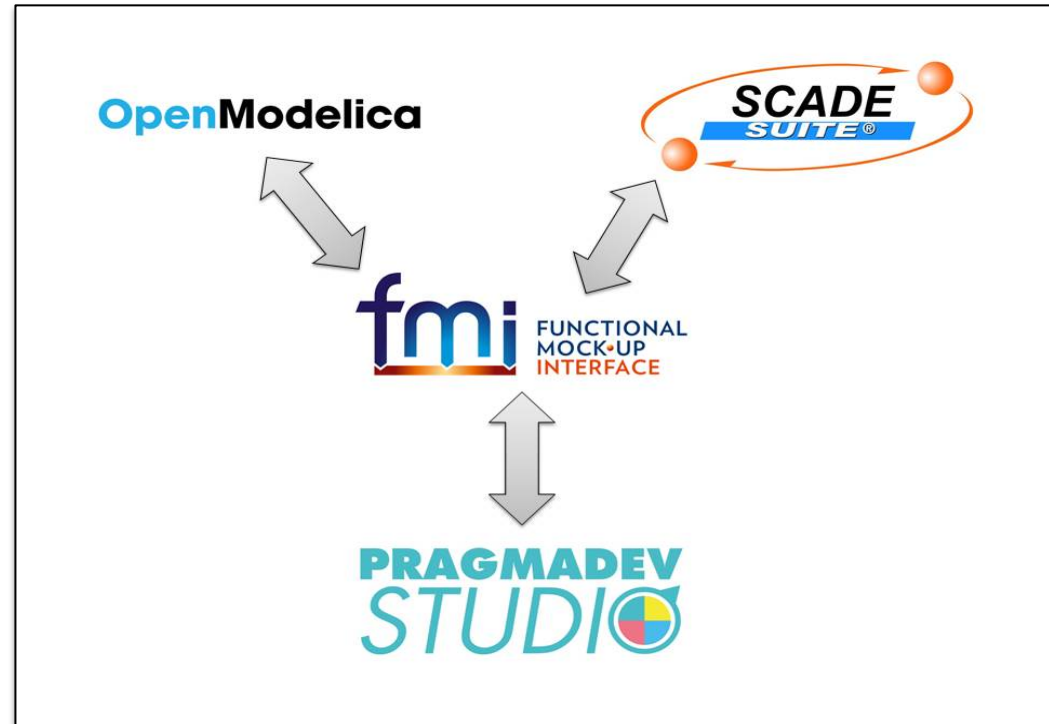 OpenModelica
SCADE
SUITE®
fmi
FUNCTIONAL
MOCK-UP
INTERFACE
PRAGMADEV
STUDIO